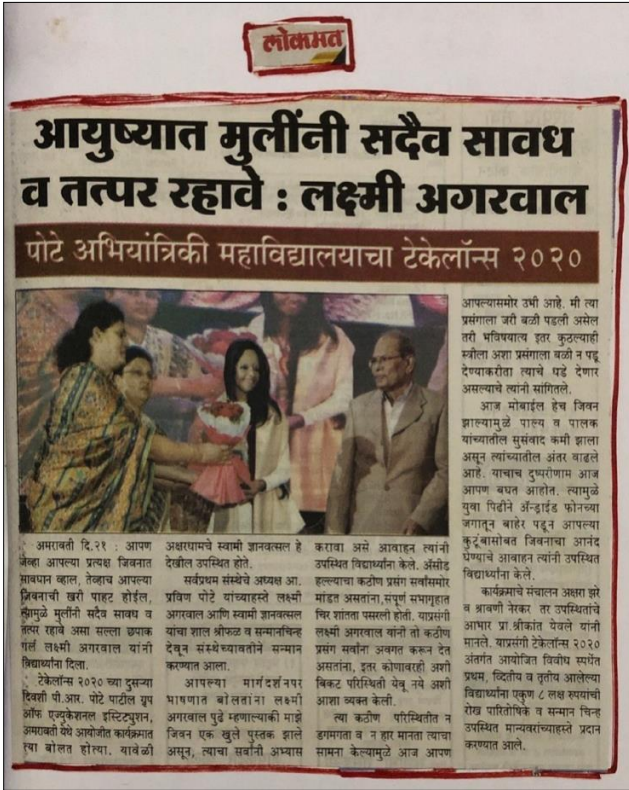 लोकमत
आयुष्यात मुलींनी सदैव सावध
व तत्पर रहावे : लक्ष्मी अगरवाल
पोटे अभियांत्रिकी महाविद्यालयाचा टेकेलॉन्स २०२०
अमरावती दि.२१ : आपण
जेव्हा आपल्या प्रत्यक्ष जिवनात
सावधान व्हाल, तेव्हाच आपल्या
जिवनाची खरी पाहट होईल,
त्यामुळे मुलींनी सदैव सावध व
तत्पर रहावे असा सल्ला छपाक
गर्ल लक्ष्मी अगरवाल यांनी
विद्यार्थ्यांना दिला.
टेकेलॉन्स २०२० च्या दुसऱ्या
दिवशी पी.आर. पोटे पाटील ग्रुप
ऑफ एज्युकेशनल इस्टिट्युशन,
अमरावती येथे आयोजीत कार्यक्रमात
त्या बोलत होत्या. यावेळी
अक्षरधामचे स्वामी ज्ञानवत्सल हे
देखील उपस्थित होते.
सर्वप्रथम संस्थेचे अध्यक्ष आ.
प्रविण पोटे यांच्याहस्ते लक्ष्मी
अगरवाल आणि स्वामी ज्ञानवत्सल
यांचा शाल श्रीफळ व सन्मानचिन्ह
देवून संस्थेच्यावतीने सन्मान
करण्यात आला.
आपल्या मार्गदर्शनपर
भाषणात बोलतांना लक्ष्मी
अगरवाल पुढे म्हणाल्याकी माझे
जिवन एक खुले पुस्तक झाले
असून, त्याचा सर्वांनी अभ्यास
करावा असे आवाहन त्यांनी
उपस्थित विद्यार्थ्यांना केले. ॲसीड
हल्ल्याचा कठीण प्रसंग सर्वांसमोर
मांडत असतांना,संपूर्ण सभागृहात
चिर शांतता पसरली होती. याप्रसंगी
लक्ष्मी अगरवाल यांनी तो कठीण
प्रसंग सर्वांना अवगत करून देत
असतांना, इतर कोणावरही अशी
बिकट परिस्थिती येवू नये अशी
आशा व्यक्त केली.
त्या कठीण परिस्थितीत न
डगमगता व न हार मानता त्याचा
सामना केल्यामुळे आज आपण
आपल्यासमोर उभी आहे. मी त्या
प्रसंगाला जरी बळी पडली असेल
तरी भविषयात्य इतर कुठल्याही
स्त्रीला अशा प्रसंगाला बळी न पडू
देण्याकरीता त्याचे धडे देणार
असल्याचे त्यांनी सांगितले.
आज मोबाईल हेच जिवन
झाल्यामुळे पाल्य व पालक
यांच्यातील सुसंवाद कमी झाला
असून त्यांच्यातील अंतर वाढले
आहे. याचाच दुष्परीणाम आज
आपण बघत आहोत. त्यामुळे
युवा पिढीने ॲन्ड्राईड फोनच्या
जगातून बाहेर पडून आपल्या
कुटूंबासोबत जिवनाचा आनंद
घेण्याचे आवाहन त्यांनी उपस्थित
विद्यार्थ्यांना केले.
कार्यक्रमाचे संचालन अक्षरा झरे
व श्रावणी नेरकर तर उपस्थितांचे
आभार प्रा.श्रीकांत येवले यांनी
मानले. याप्रसंगी टेकेलॉन्स २०२०
अंतर्गत आयोजित विवीध स्पर्धेत
प्रथम, व्दितीय व तृतीय आलेल्या
विद्यार्थ्यांना एकुण ८ लक्ष रुपयांची
रोख पारितोषिके व सन्मान चिन्ह
उपस्थित मान्यवरांच्याहस्ते प्रदान
करण्यात आले.